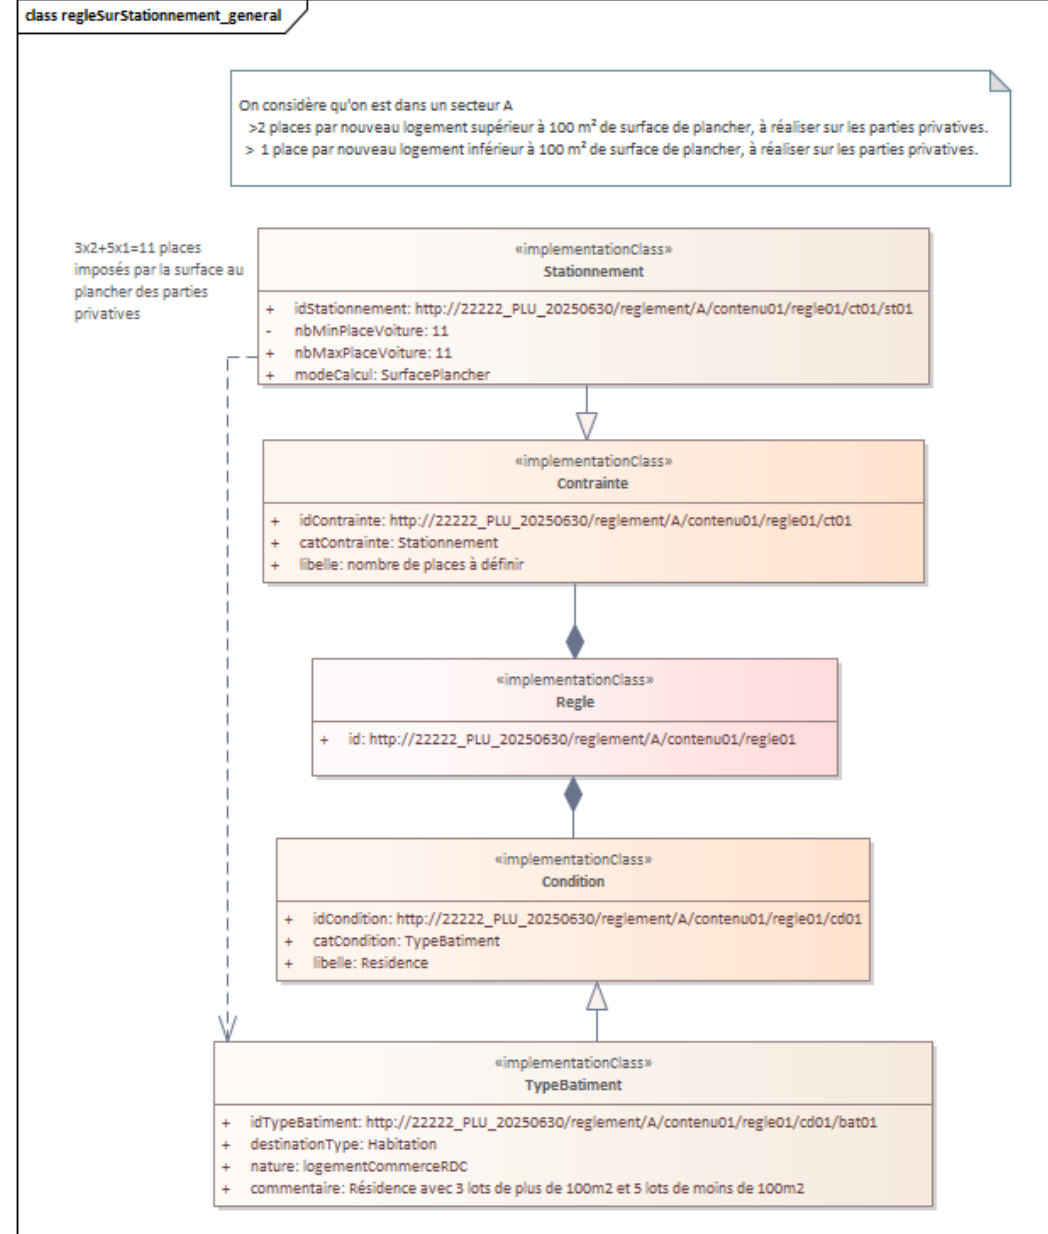 class regleSurStationnement_general
On considère qu'on est dans un secteur A
>2 places par nouveau logement supérieur à 100 m² de surface de plancher, à réaliser sur les parties privatives.
> 1 place par nouveau logement inférieur à 100 m² de surface de plancher, à réaliser sur les parties privatives.
3x2+5x1=11 places
imposés par la surface au
plancher des parties
privatives
«implementationClass»
Stationnement
+ idStationnement: http://22222_PLU_20250630/reglement/A/contenu01/regle01/ct01/st01
- nbMinPlaceVoiture: 11
+ nbMaxPlaceVoiture: 11
+ modeCalcul: SurfacePlancher
«implementationClass»
Contrainte
+ idContrainte: http://22222_PLU_20250630/reglement/A/contenu01/regle01/ct01
+ catContrainte: Stationnement
+ libelle: nombre de places à définir
«implementationClass»
Regle
+ id: http://22222_PLU_20250630/reglement/A/contenu01/regle01
«implementationClass»
Condition
+ idCondition: http://22222_PLU_20250630/reglement/A/contenu01/regle01/cd01
+ catCondition: TypeBatiment
+ libelle: Residence
«implementationClass»
TypeBatiment
+ idTypeBatiment: http://22222_PLU_20250630/reglement/A/contenu01/regle01/cd01/bat01
+ destinationType: Habitation
+ nature: logementCommerceRDC
+ commentaire: Résidence avec 3 lots de plus de 100m2 et 5 lots de moins de 100m2